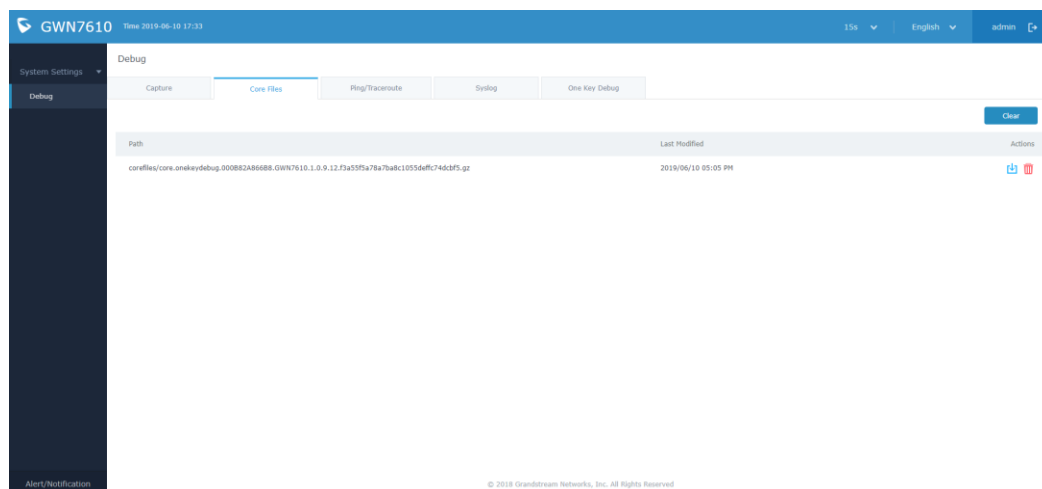 GWN7610 Time 2019-06-10 17:33 15s English admin
System Settings
Debug
Alert/Notification
Debug
Capture Core Files Ping/Traceroute Syslog One Key Debug
Clear
Path Last Modified Actions
corefiles/core.onekeydebug.000B82A866B8.GWN7610.1.0.9.12.f3a55f5a78a7ba8c1055deffc74dcbf5.gz 2019/06/10 05:05 PM
© 2018 Grandstream Networks, Inc. All Rights Reserved